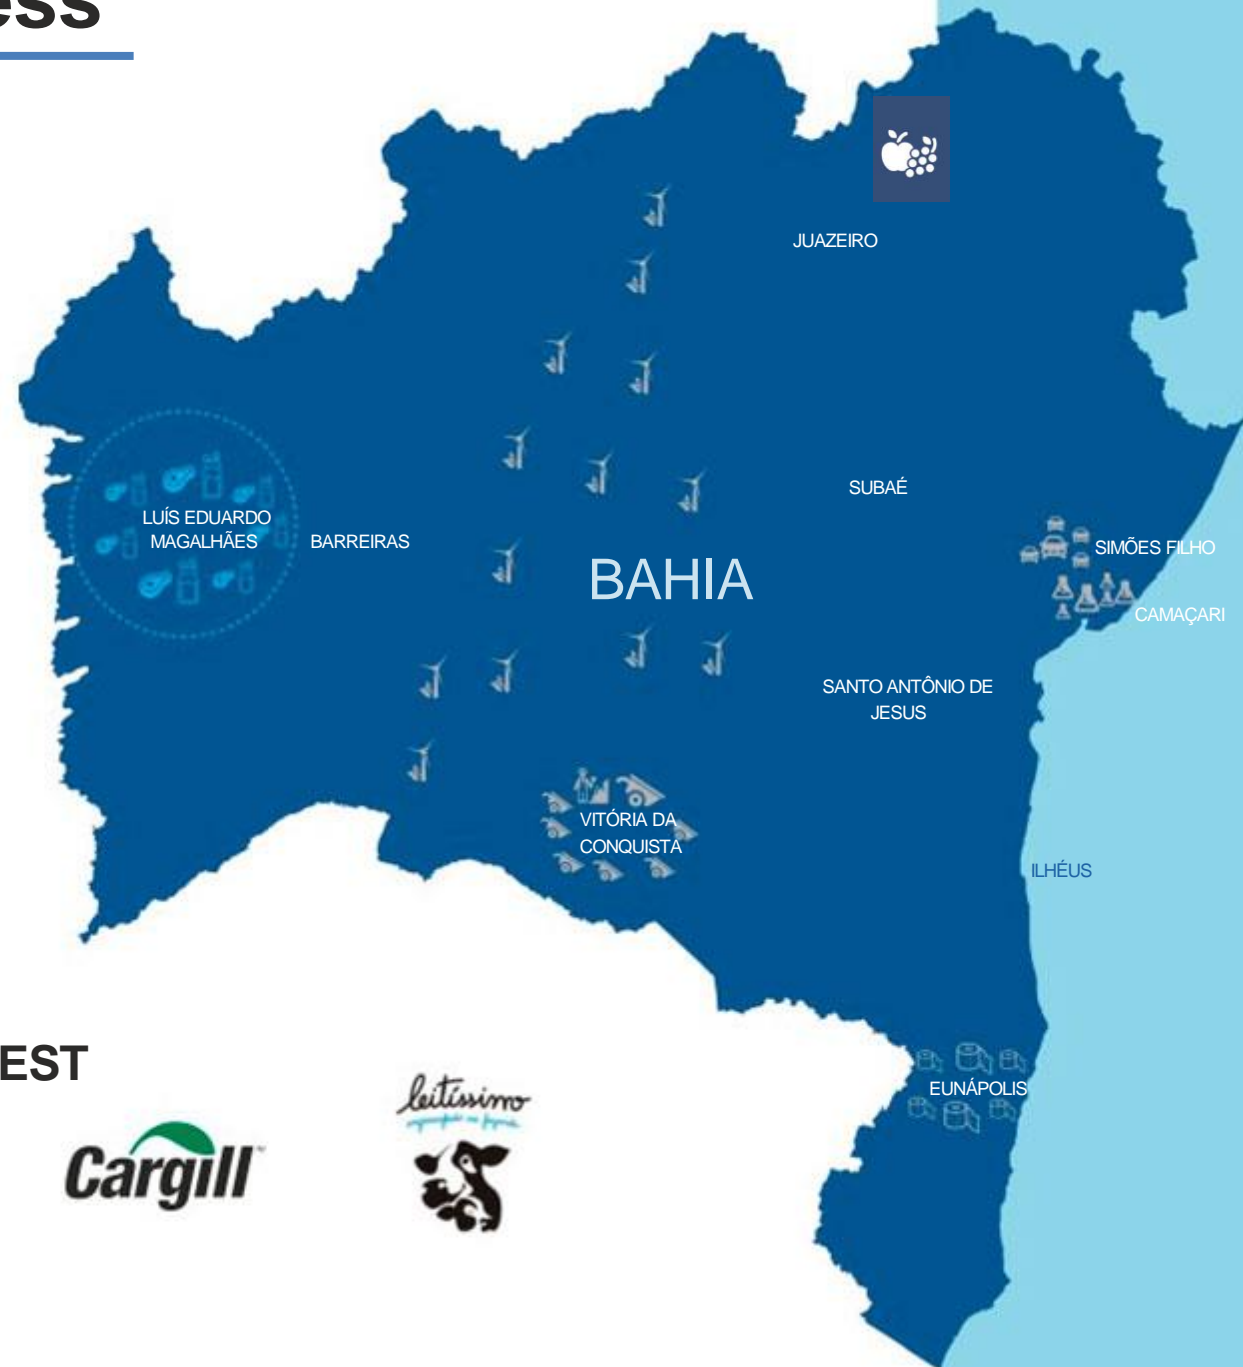 ess
JUAZEIRO
SUBAÉ
LUÍS EDUARDO
MAGALHÃES
BARREIRAS
SIMÕES FILHO
BAHIA
CAMAÇARI
SANTO ANTÔNIO DE
JESUS
VITÓRIA DA
CONQUISTA
ILHÉUS
EST
EUNÁPOLIS
leitíssimo
Cargill